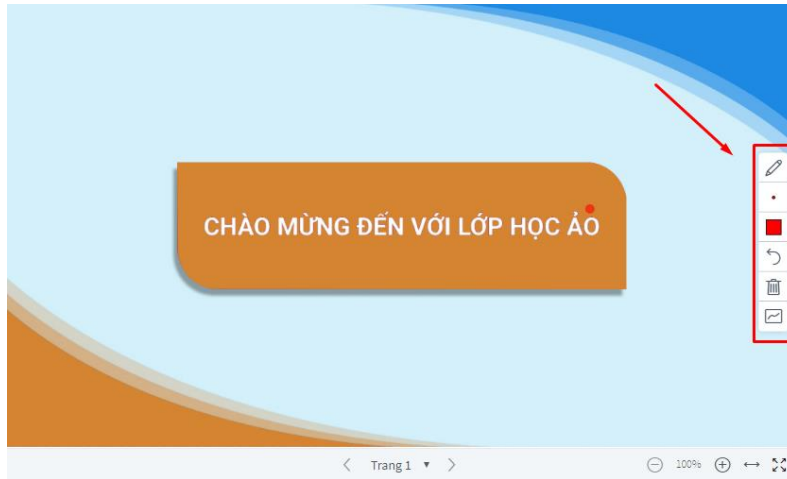 CHÀO MỪNG ĐẾN VỚI LỚP HỌC ẢO
Trang 1
100%